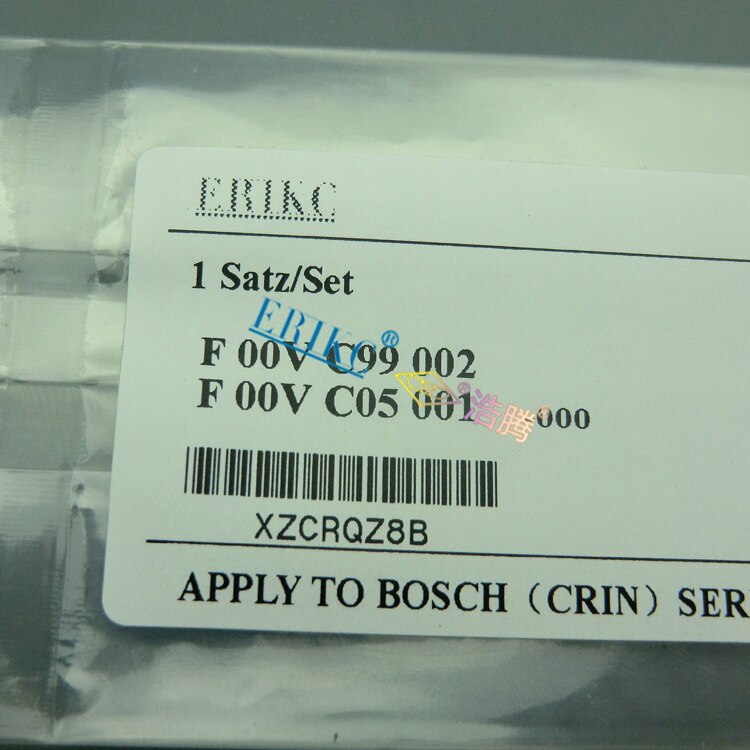 ERIKC
1 Satz/Set
ERIKC®
F 00V C99 002
F 00V C05 001 -000
浩腾®
XZCRQZ8B
APPLY TO BOSCH（CRIN）SER